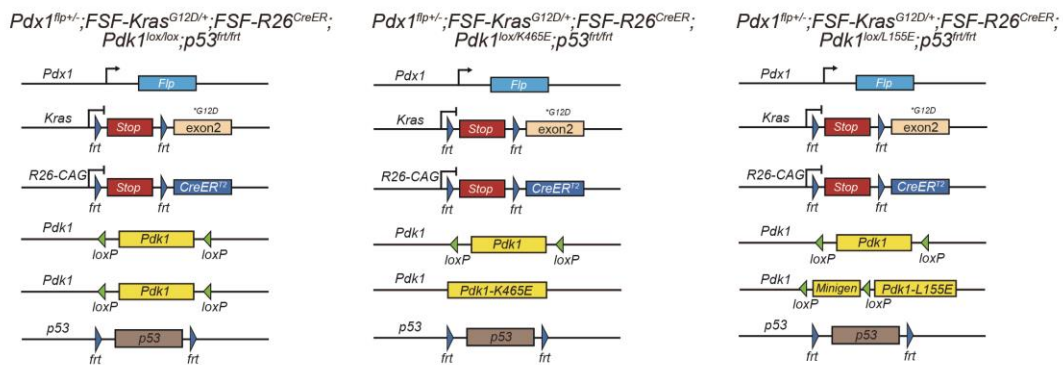 Pdx1flp+/-;FSF-KrasG12D/+;FSF-R26CreER;
Pdk1lox/lox;p53frt/frt
Pdx1
Flp
Kras
Stop
*G12D
exon2
frt
frt
R26-CAG
Stop
CreERT2
frt
frt
Pdk1
Pdk1
loxP
loxP
Pdk1
Pdk1
loxP
loxP
p53
p53
frt
frt
Pdx1flp+/-;FSF-KrasG12D/+;FSF-R26CreER;
Pdk1lox/K465E;p53frt/frt
Pdx1
Flp
Kras
Stop
*G12D
exon2
frt
frt
R26-CAG
Stop
CreERT2
frt
frt
Pdk1
Pdk1
loxP
loxP
Pdk1
Pdk1-K465E
p53
p53
frt
frt
Pdx1flp+/-;FSF-KrasG12D/+;FSF-R26CreER;
Pdk1lox/L155E;p53frt/frt
Pdx1
Flp
Kras
Stop
*G12D
exon2
frt
frt
R26-CAG
Stop
CreERT2
frt
frt
Pdk1
Pdk1
loxP
loxP
Pdk1
Minigen
Pdk1-L155E
loxP
loxP
p53
p53
frt
frt